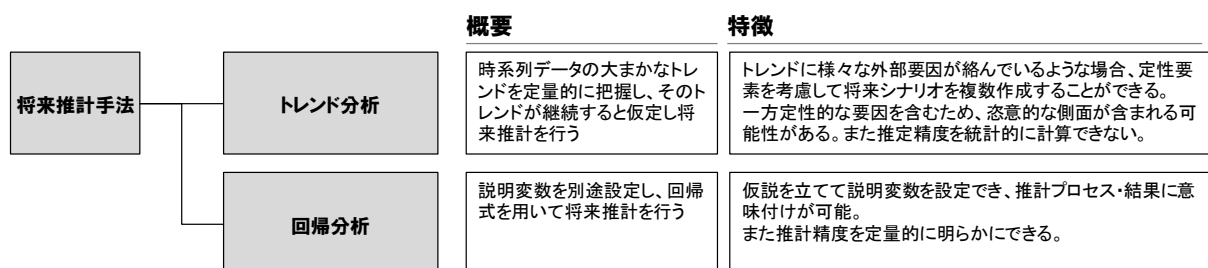 概要
特徴
将来推計手法
トレンド分析
時系列データの大まかなトレ
ンドを定量的に把握し、そのト
レンドが継続すると仮定し将
来推計を行う
トレンドに様々な外部要因が絡んでいるような場合、定性要
素を考慮して将来シナリオを複数作成することができる。
一方定性的な要因を含むため、恣意的な側面が含まれる可
能性がある。また推定精度を統計的に計算できない。
回帰分析
説明変数を別途設定し、回帰
式を用いて将来推計を行う
仮説を立てて説明変数を設定でき、推計プロセス・結果に意
味付けが可能。
また推計精度を定量的に明らかにできる。